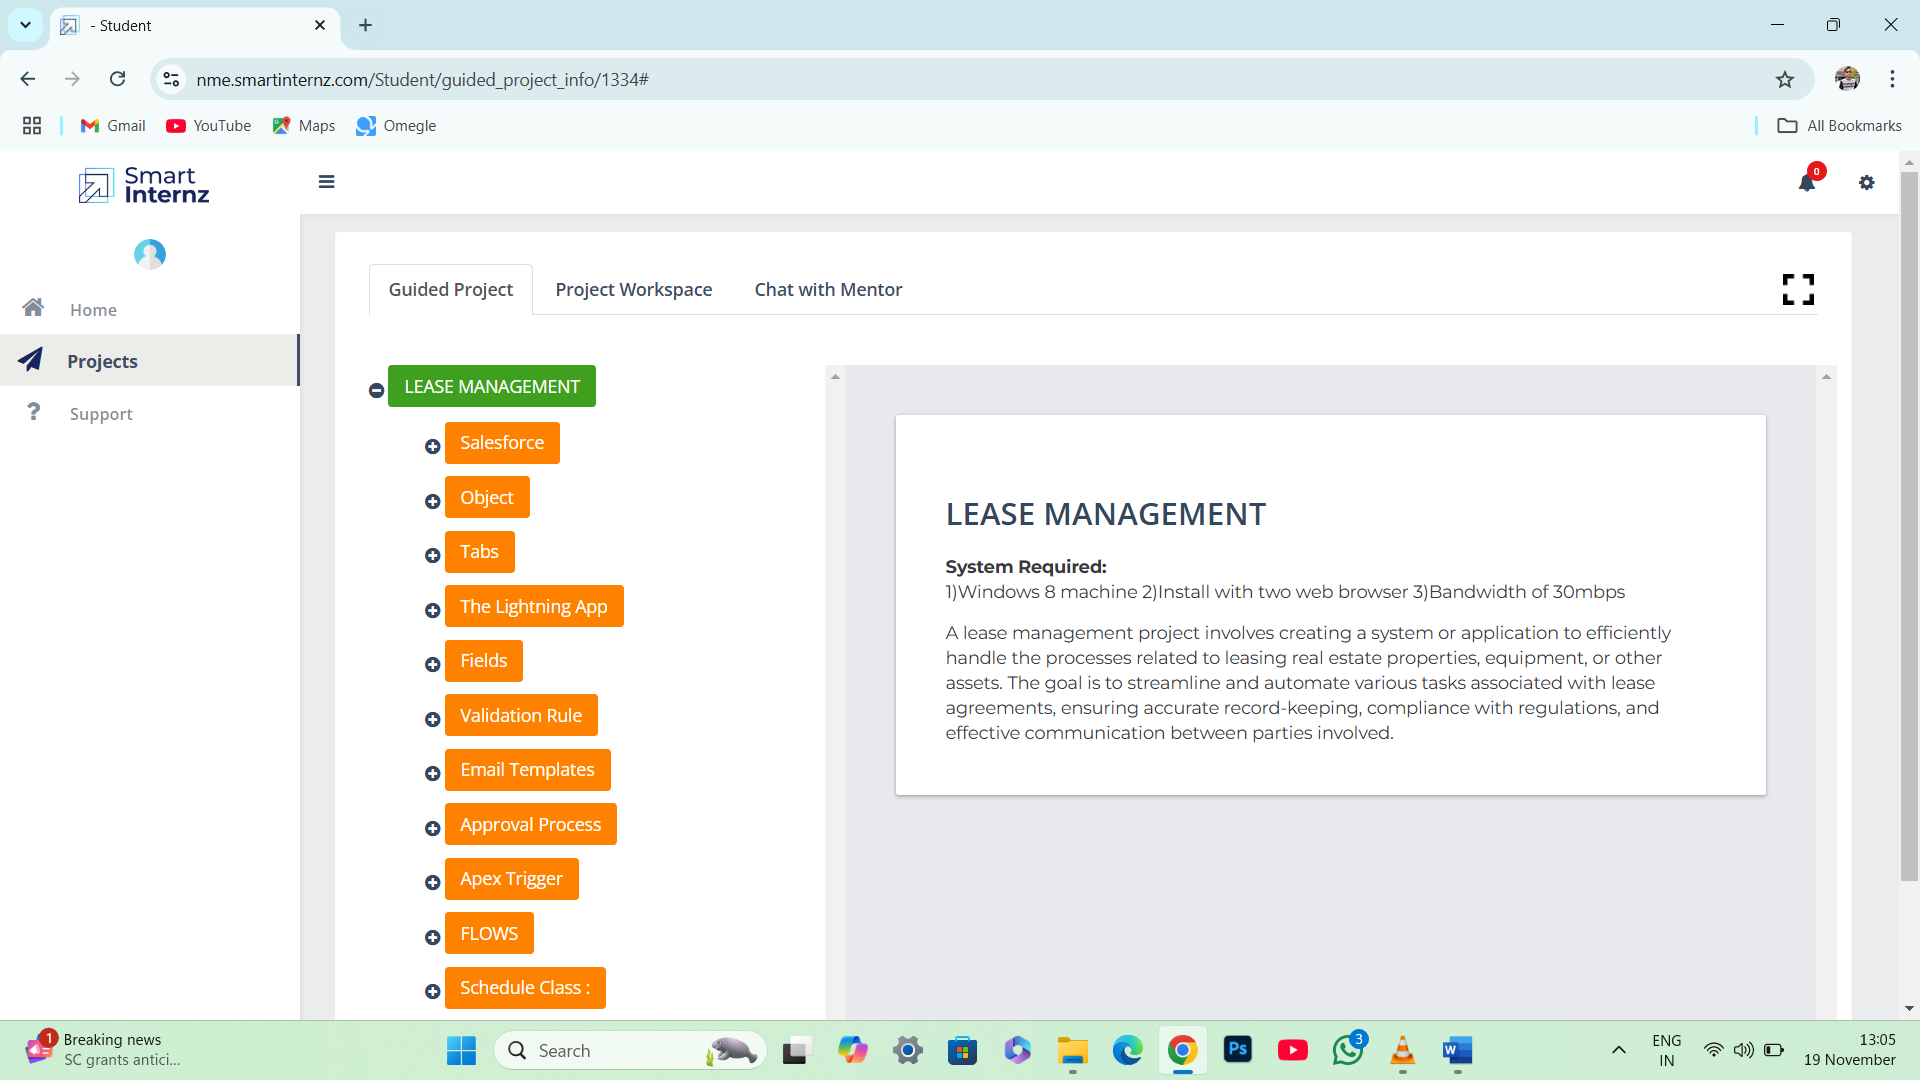 - Student
nme.smartinternz.com/Student/guided_project_info/1334#
Gmail
YouTube
Maps
Omegle
All Bookmarks
Smart
Internz
0
Home
Projects
Support
Guided Project
Project Workspace
Chat with Mentor
LEASE MANAGEMENT
Salesforce
Object
Tabs
The Lightning App
Fields
Validation Rule
Email Templates
Approval Process
Apex Trigger
FLOWS
Schedule Class :
LEASE MANAGEMENT
System Required:
1)Windows 8 machine 2)Install with two web browser 3)Bandwidth of 30mbps
A lease management project involves creating a system or application to efficiently
handle the processes related to leasing real estate properties, equipment, or other
assets. The goal is to streamline and automate various tasks associated with lease
agreements, ensuring accurate record-keeping, compliance with regulations, and
effective communication between parties involved.
1
Breaking news
SC grants antici...
Search
Ps
3
W
ENG
IN
13:05
19 November